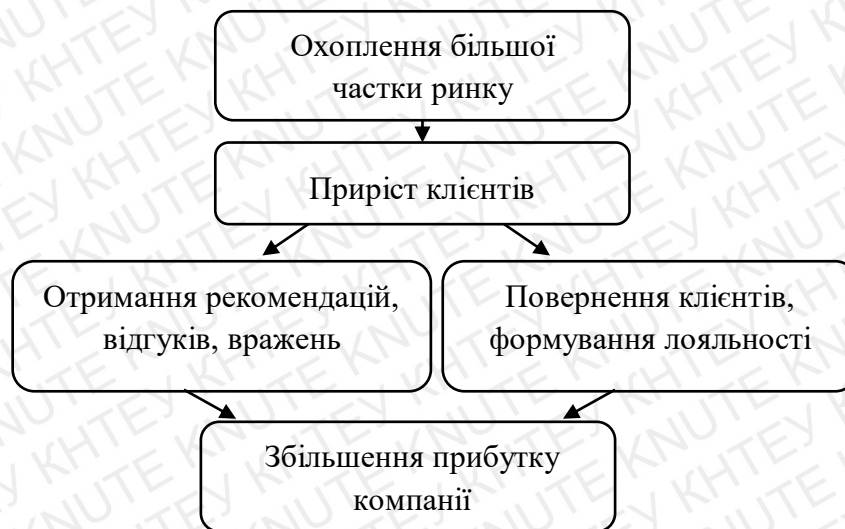 Охоплення більшої
частки ринку
Приріст клієнтів
Отримання рекомендацій,
відгуків, вражень
Повернення клієнтів,
формування лояльності
Збільшення прибутку
компанії